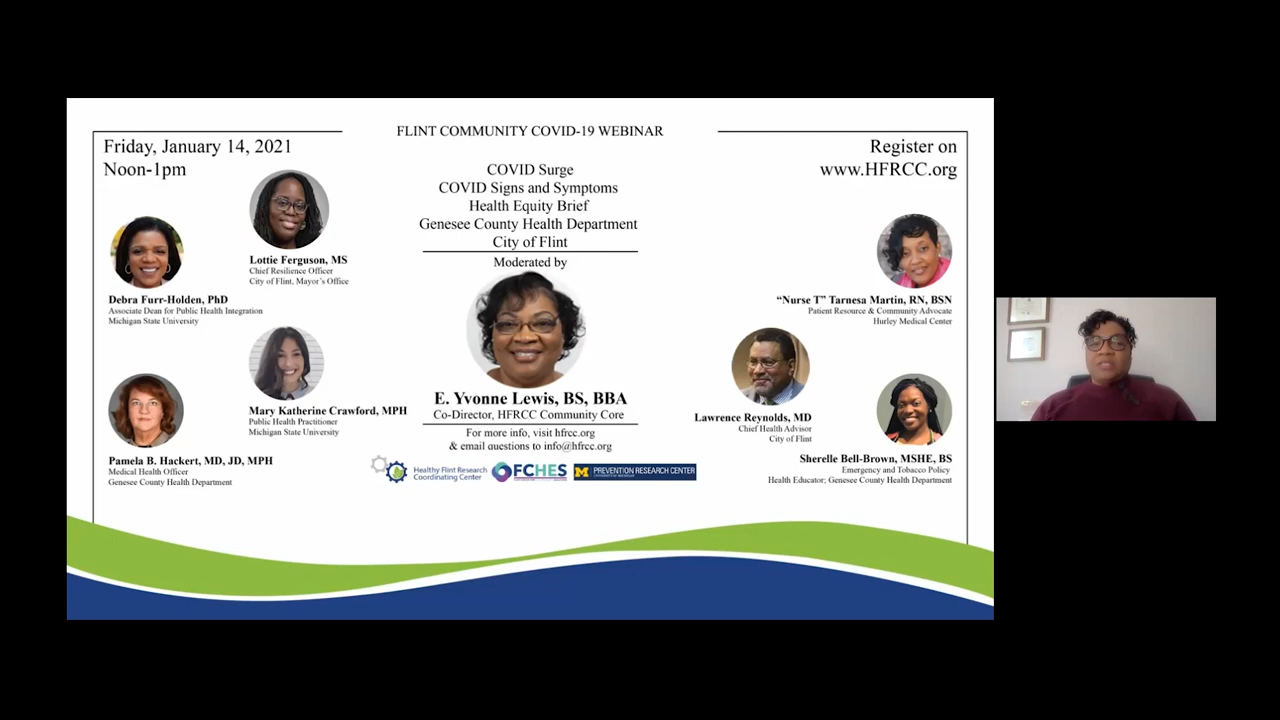 FLINT COMMUNITY COVID-19 WEBINAR
Friday, January 14, 2021
Noon-1pm
Register on
www.HFRCC.org
COVID Surge
COVID Signs and Symptoms
Health Equity Brief
Genesee County Health Department
City of Flint
Moderated by
E. Yvonne Lewis, BS, BBA
Co-Director, HFRCC Community Core
For more info, visit hfrcc.org
& email questions to info@hfrcc.org
Lottie Ferguson, MS
Chief Resilience Officer
City of Flint, Mayor's Office
Debra Furr-Holden, PhD
Associate Dean for Public Health Integration
Michigan State University
Mary Katherine Crawford, MPH
Public Health Practitioner
Michigan State University
Pamela B. Hackert, MD, JD, MPH
Medical Health Officer
Genesee County Health Department
“Nurse T” Tarnesa Martin, RN, BSN
Patient Resource & Community Advocate
Hurley Medical Center
Lawrence Reynolds, MD
Chief Health Advisor
City of Flint
Sherelle Bell-Brown, MSHE, BS
Emergency and Tobacco Policy
Health Educator; Genesee County Health Department
Healthy Flint Research
Coordinating Center
FCHES
M PREVENTION RESEARCH CENTER